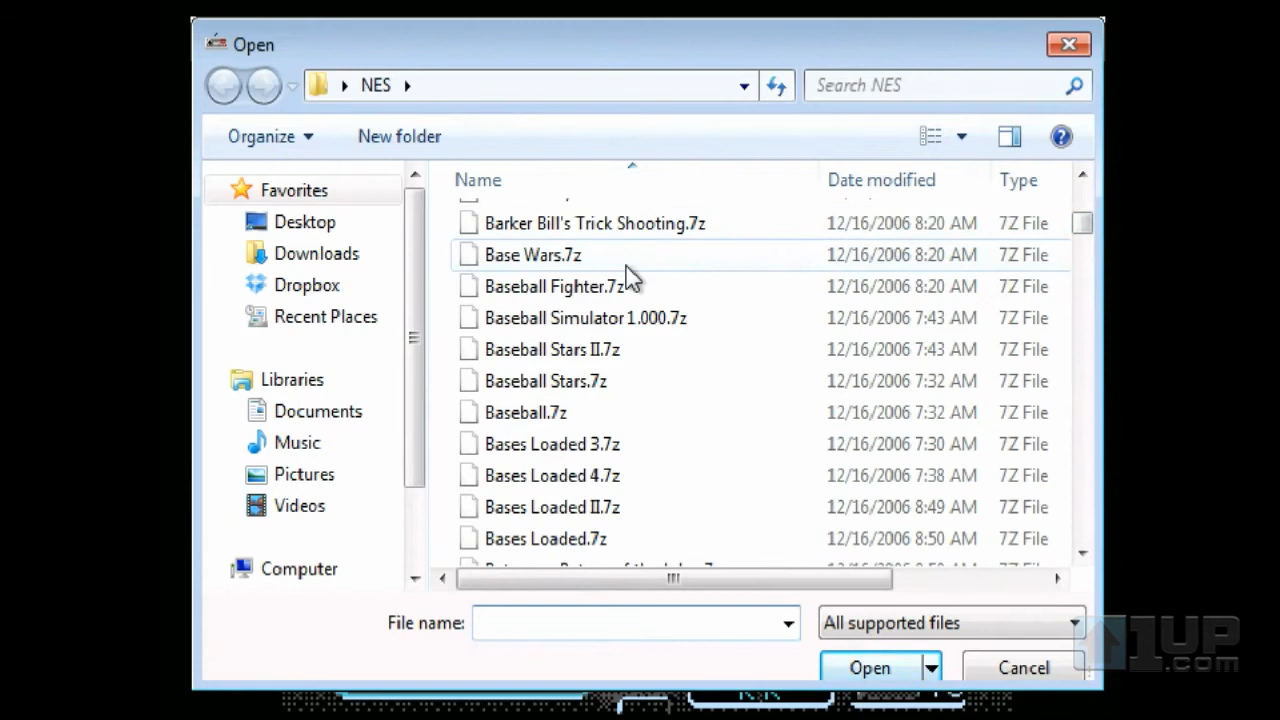 Open
NES
Search NES
Organize
New folder
Favorites
Desktop
Downloads
Dropbox
Recent Places
Libraries
Documents
Music
Pictures
Videos
Computer
Name Date modified Type
Barker Bill's Trick Shooting.7z 12/16/2006 8:20 AM 7Z File
Base Wars.7z 12/16/2006 8:20 AM 7Z File
Baseball Fighter.7z 12/16/2006 8:20 AM 7Z File
Baseball Simulator 1.000.7z 12/16/2006 7:43 AM 7Z File
Baseball Stars II.7z 12/16/2006 7:43 AM 7Z File
Baseball Stars.7z 12/16/2006 7:32 AM 7Z File
Baseball.7z 12/16/2006 7:32 AM 7Z File
Bases Loaded 3.7z 12/16/2006 7:30 AM 7Z File
Bases Loaded 4.7z 12/16/2006 7:38 AM 7Z File
Bases Loaded II.7z 12/16/2006 8:49 AM 7Z File
Bases Loaded.7z 12/16/2006 8:50 AM 7Z File
File name:
All supported files
Open
Cancel
1UP
.com